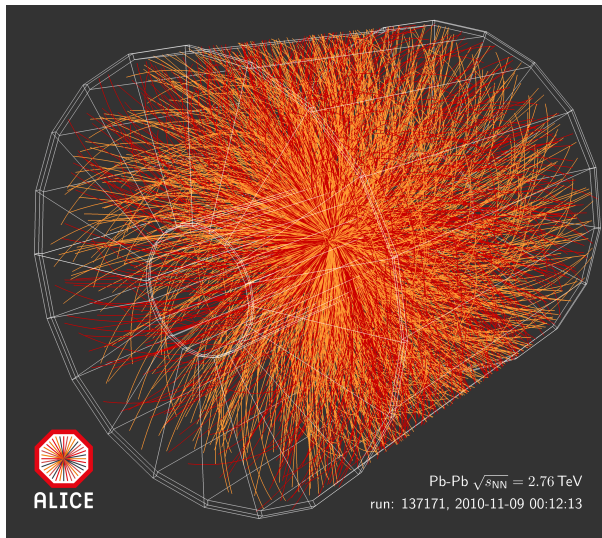 ALICE
Pb-Pb √sNN = 2.76 TeV
run: 137171, 2010-11-09 00:12:13